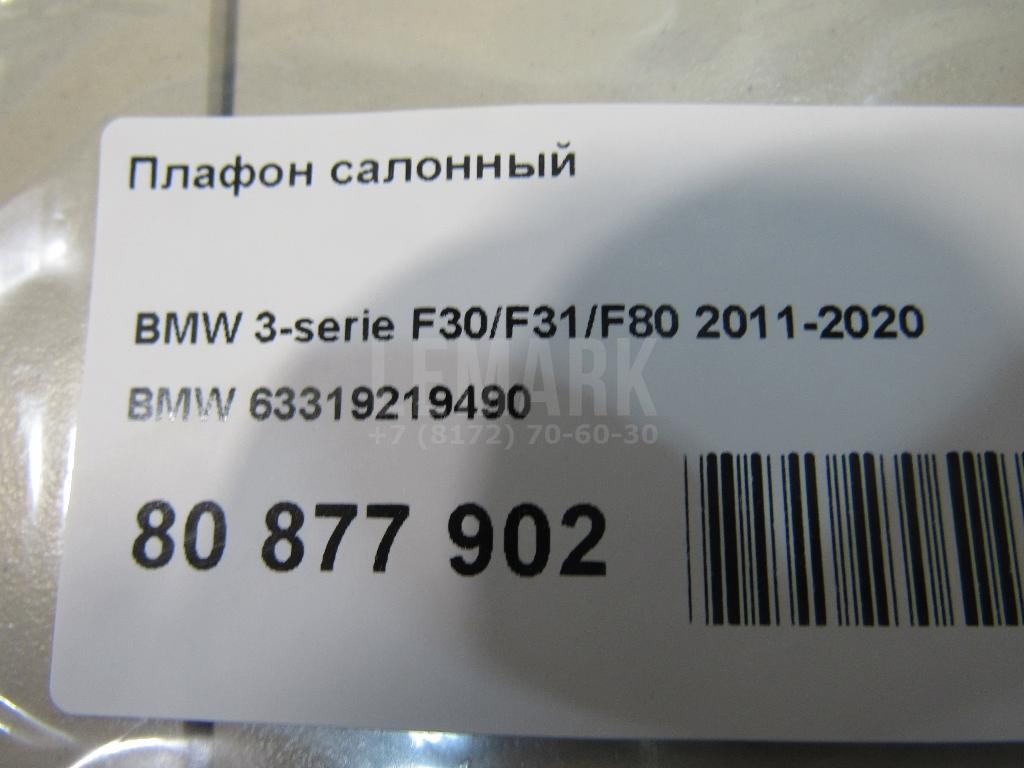 Плафон салонный
BMW 3-serie F30/F31/F80 2011-2020
LEMARK
BMW 63319219490
+7 (8172) 70-60-30
80 877 902